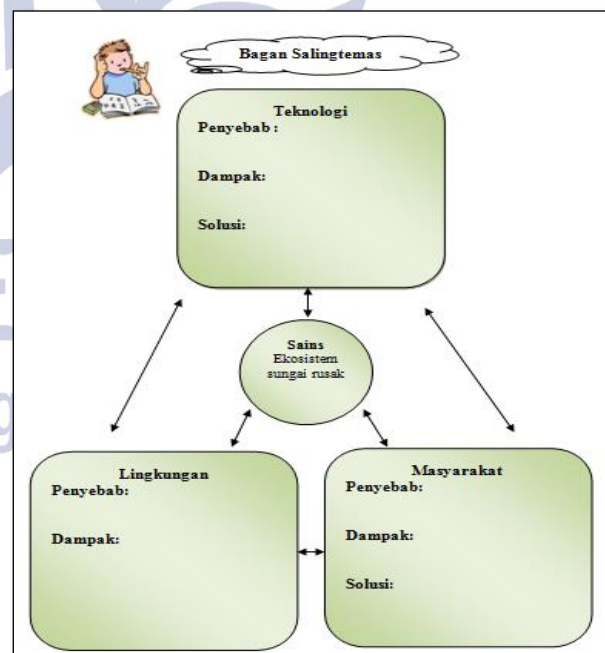 Bagan Salingtemas
Teknologi
Penyebab :
Dampak:
Solusi:
Sains
Ekosistem
sungai rusak
Lingkungan
Penyebab:
Dampak:
Masyarakat
Penyebab:
Dampak:
Solusi: